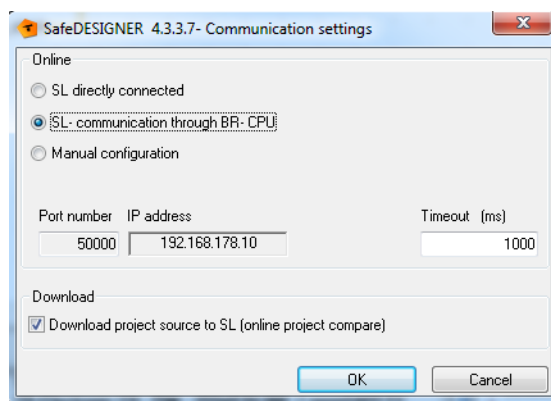 SafeDESIGNER 4.3.3.7- Communication settings
Online
SL directly connected
SL- communication through BR- CPU
Manual configuration
Port number IP address Timeout (ms)
50000 192.168.178.10 1000
Download
Download project source to SL (online project compare)
OK Cancel